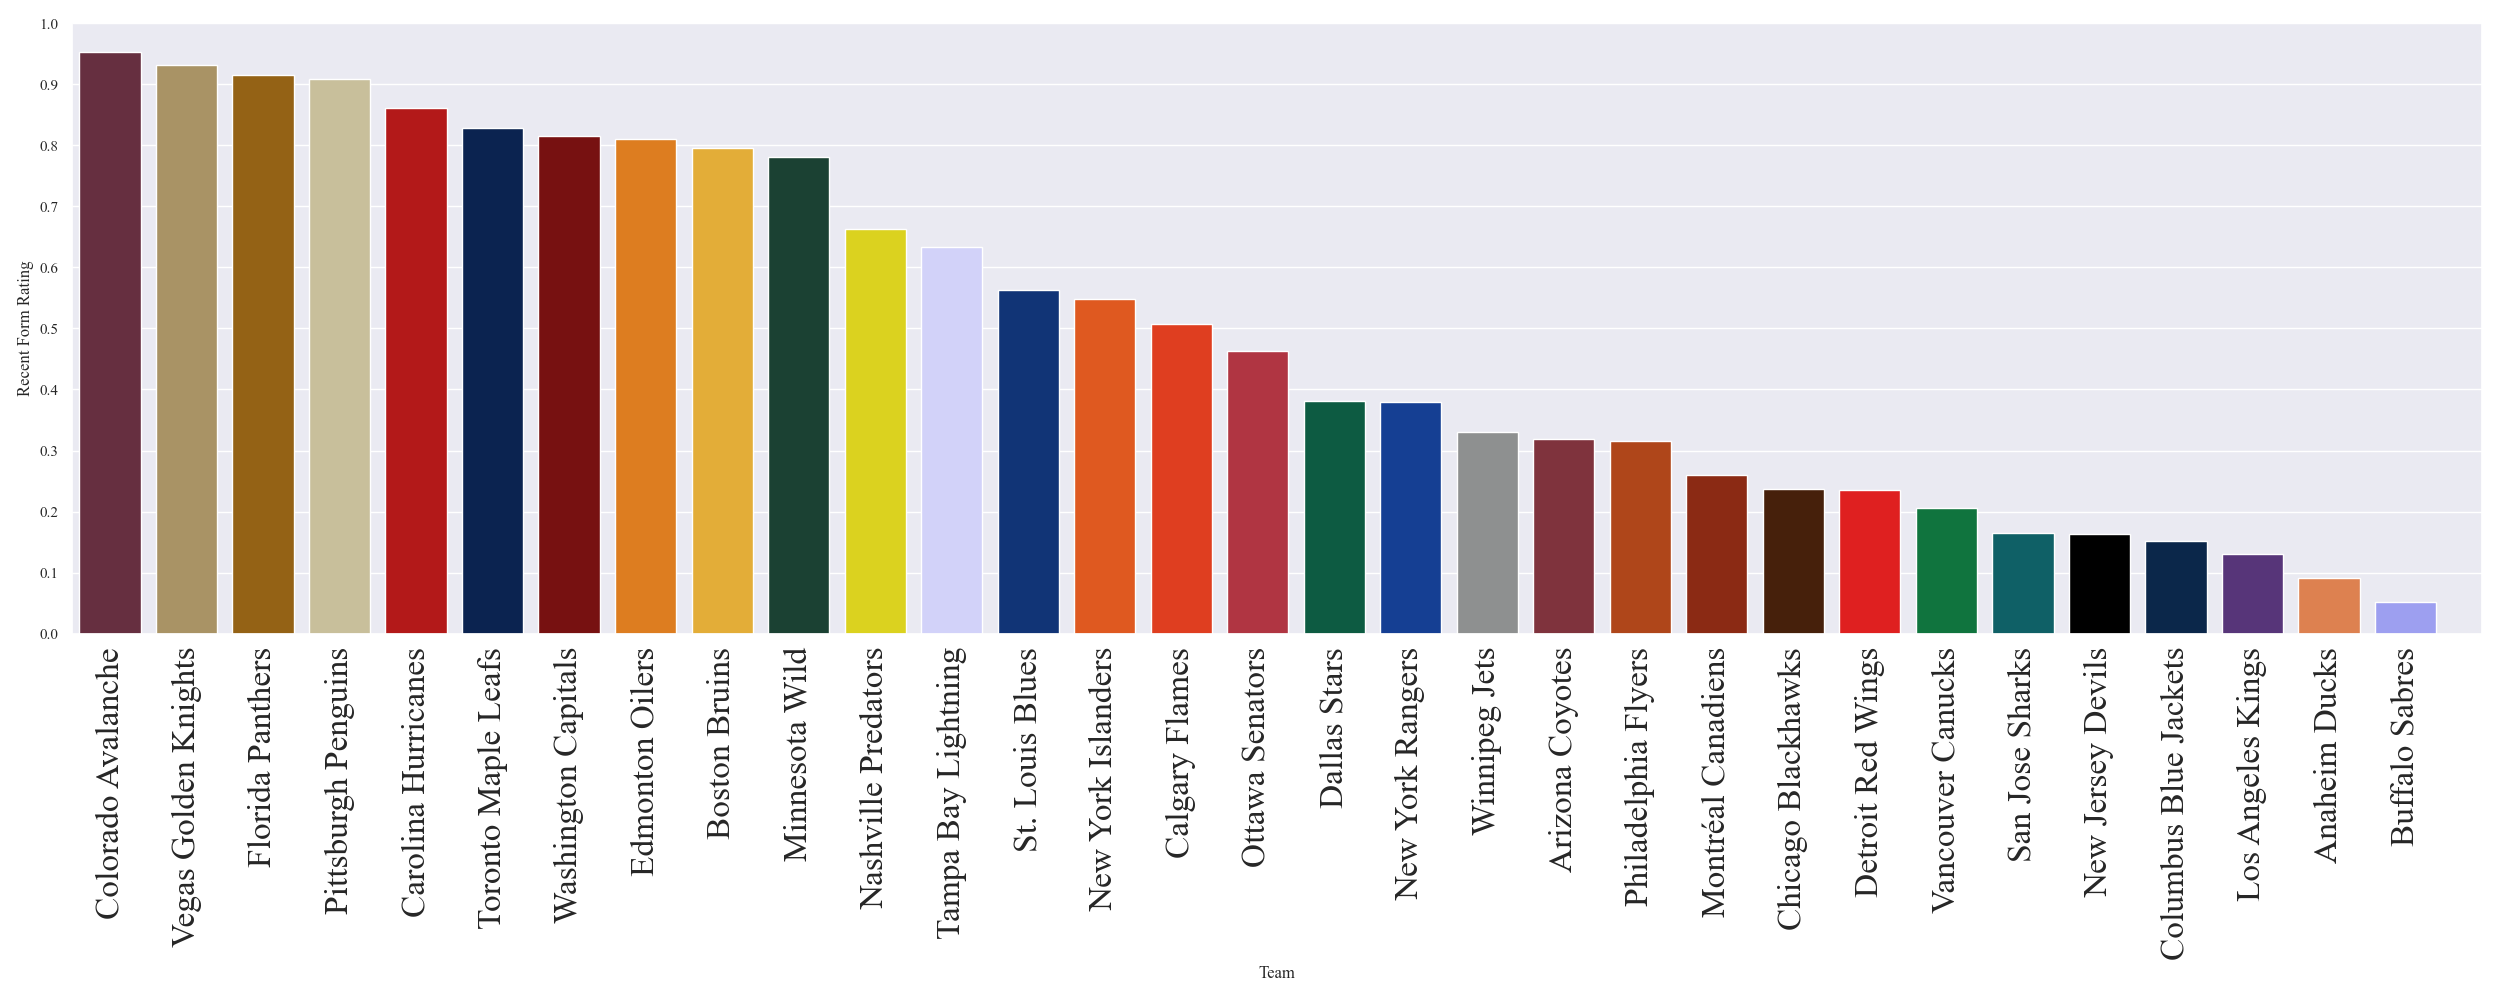 1.0
0.9
0.8
0.7
0.6
0.5
0.4
0.3
0.2
0.1
0.0
Recent Form Rating
Colorado Avalanche
Vegas Golden Knights
Florida Panthers
Pittsburgh Penguins
Carolina Hurricanes
Toronto Maple Leafs
Washington Capitals
Edmonton Oilers
Boston Bruins
Minnesota Wild
Nashville Predators
Tampa Bay Lightning
St. Louis Blues
New York Islanders
Calgary Flames
Ottawa Senators
Dallas Stars
New York Rangers
Winnipeg Jets
Arizona Coyotes
Philadelphia Flyers
Montréal Canadiens
Chicago Blackhawks
Detroit Red Wings
Vancouver Canucks
San Jose Sharks
New Jersey Devils
Columbus Blue Jackets
Los Angeles Kings
Anaheim Ducks
Buffalo Sabres
Team